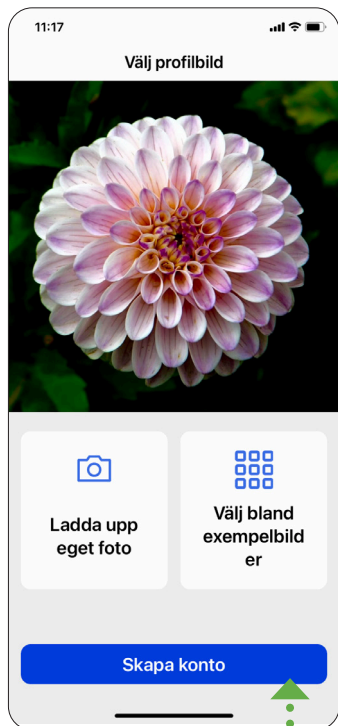 11:17
Välj profilbild
Ladda upp
eget foto
Välj bland
exempelbild
er
Skapa konto